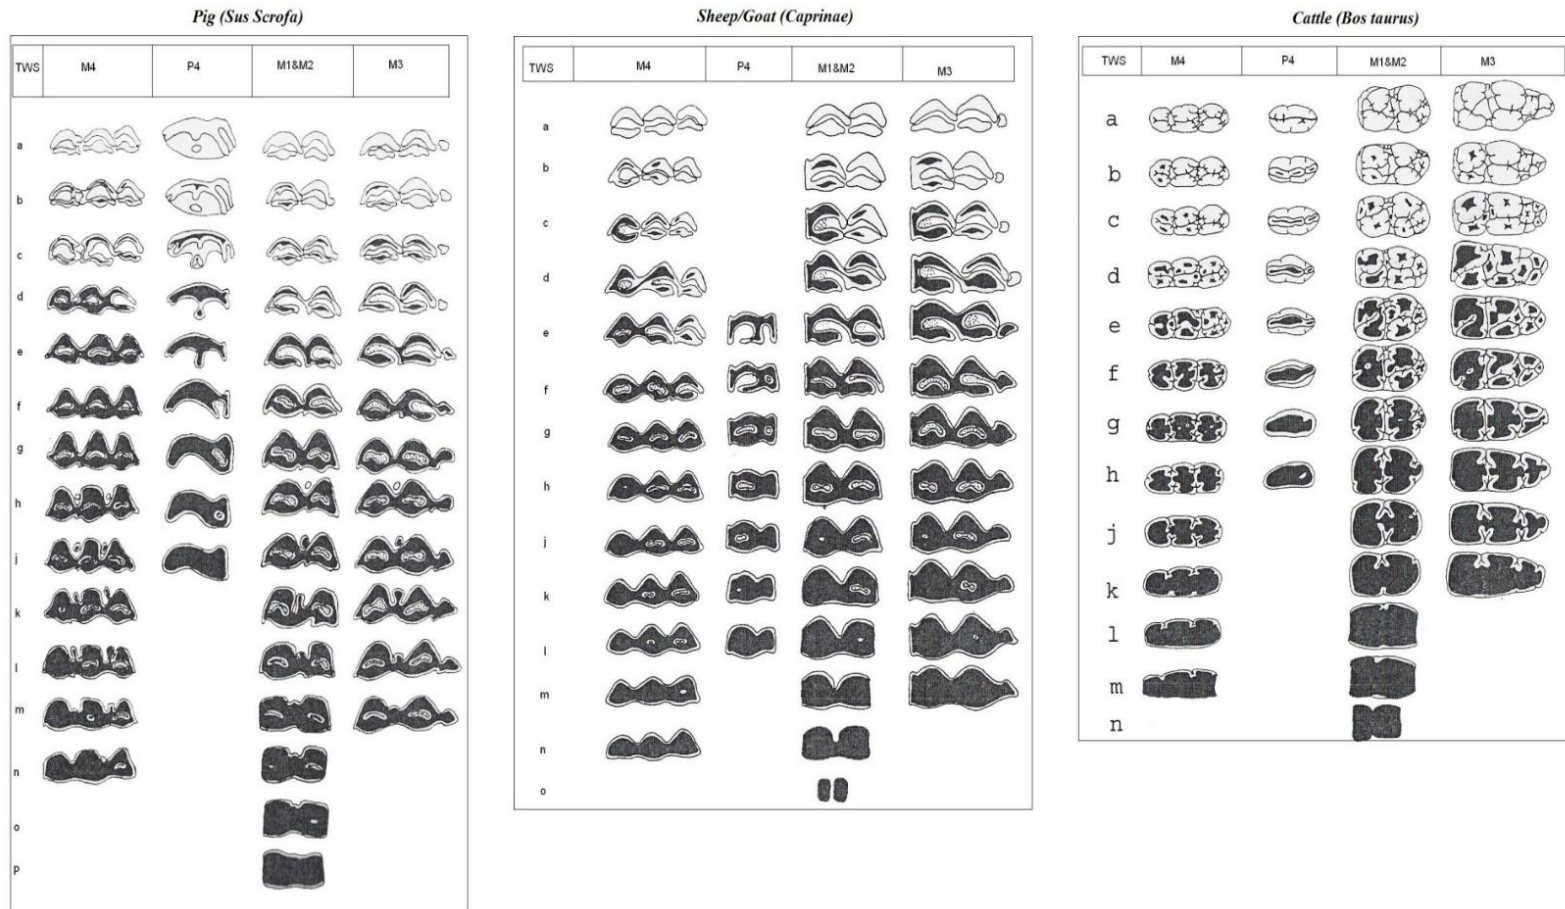 Pig (Sus Scrofa)
TWS M4 P4 M1&M2 M3
a
b
c
d
e
f
g
h
j
k
l
m
n
o
p
Sheep/Goat (Caprinae)
TWS M4 P4 M1&M2 M3
a
b
c
d
e
f
g
h
j
k
l
m
n
o
Cattle (Bos taurus)
TWS M4 P4 M1&M2 M3
a
b
c
d
e
f
g
h
j
k
l
m
n